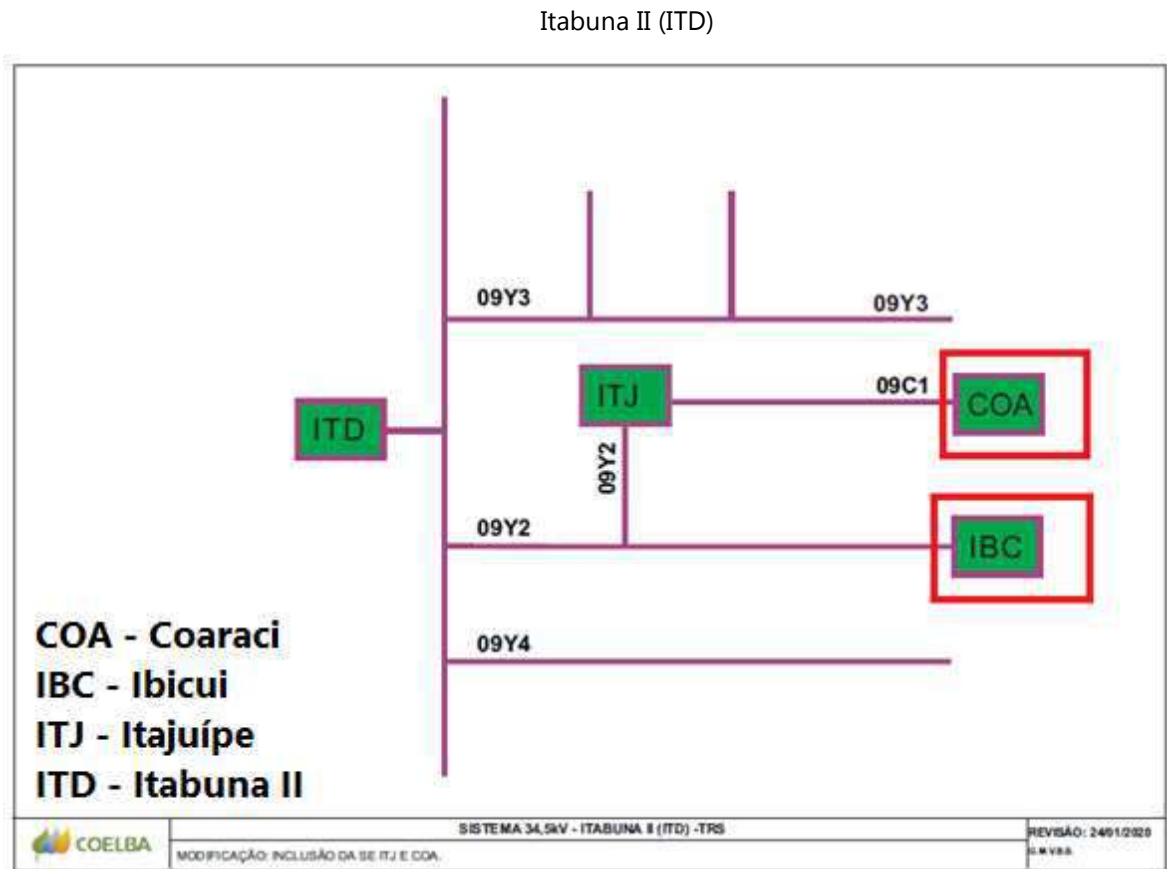 Itabuna II (ITD)
09Y3
09Y3
ITJ
09C1
COA
ITD
09Y2
09Y2
IBC
09Y4
COA - Coaraci
IBC - Ibicui
ITJ - Itajuípe
ITD - Itabuna II
COELBA
SISTEMA 34,5kV - ITABUNA II (ITD) -TRS
MODIFICAÇÃO: INCLUSÃO DA SE ITJ E COA.
REVISÃO: 24/01/2020
G.M.V.B.B.